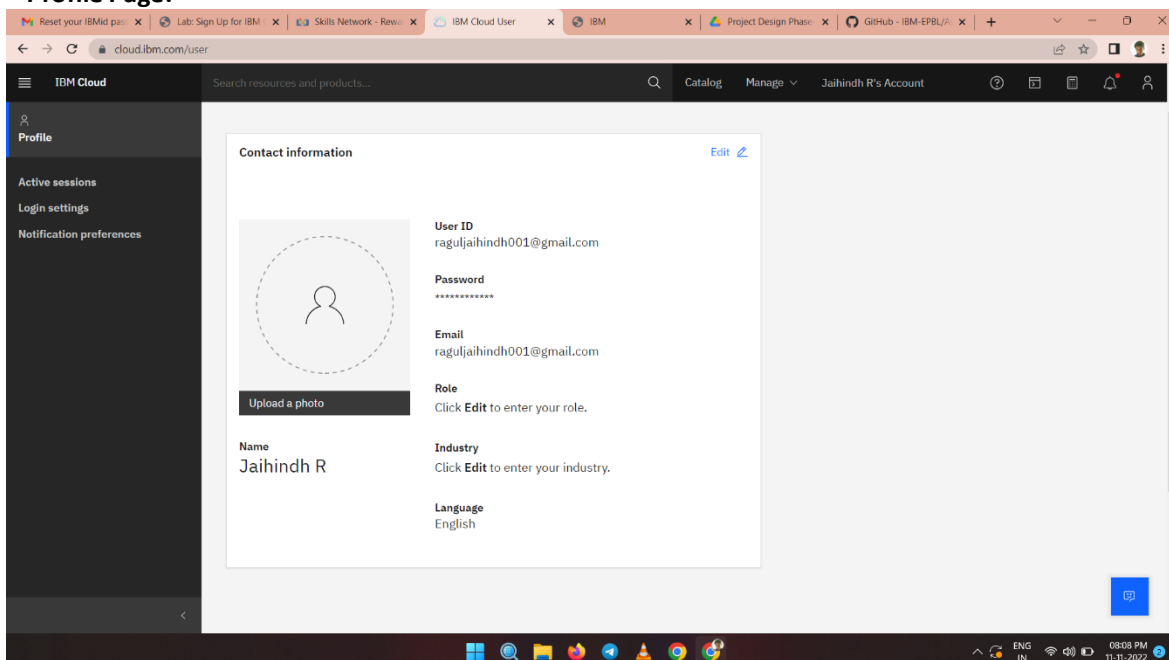 Profile Page:
Reset your IBMid pass
Lab: Sign Up for IBM C
Skills Network - Rewa
IBM Cloud User
IBM
Project Design Phase-
GitHub - IBM-EPBL/
cloud.ibm.com/user
IBM Cloud
Search resources and products...
Catalog
Manage
Jaihindh R's Account
Profile
Active sessions
Login settings
Notification preferences
Contact information
Edit
User ID
raguljaihindh001@gmail.com
Password
************
Email
raguljaihindh001@gmail.com
Upload a photo
Role
Click Edit to enter your role.
Name
Jaihindh R
Industry
Click Edit to enter your industry.
Language
English
ENG
IN
08:08 PM
11-11-2022
2